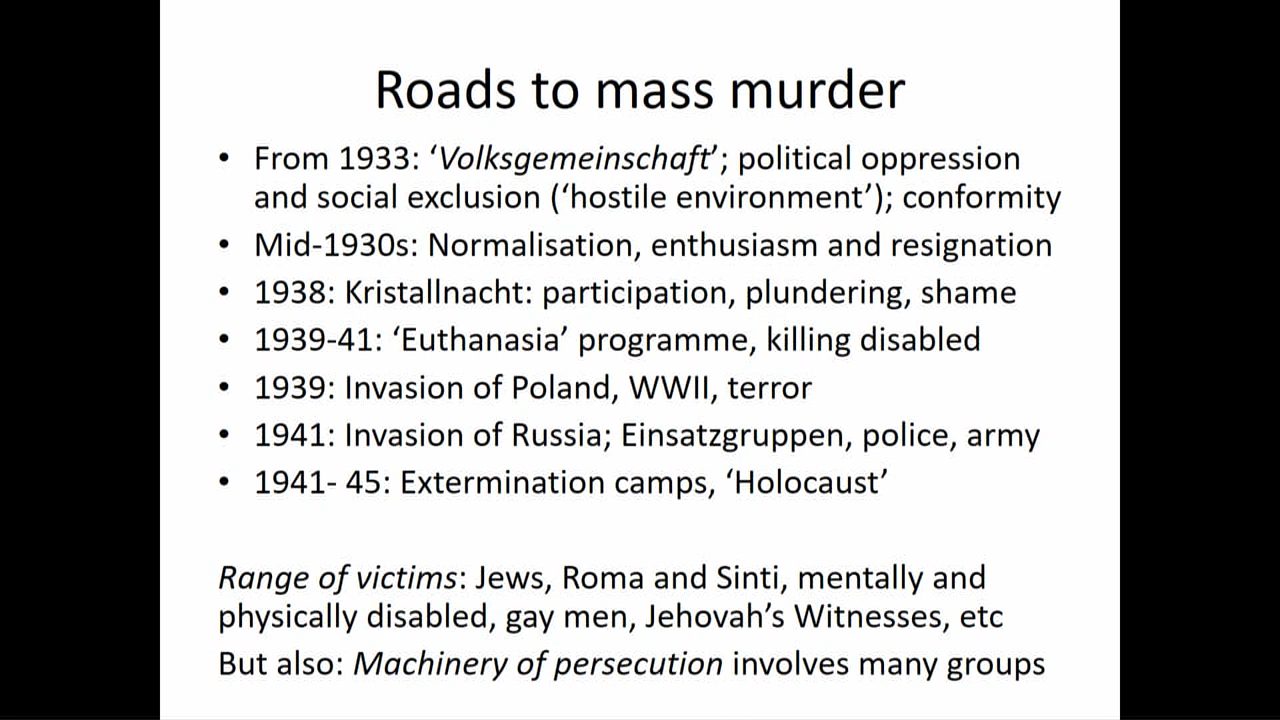 Roads to mass murder
• From 1933: ‘Volksgemeinschaft’; political oppression
and social exclusion (‘hostile environment’); conformity
• Mid-1930s: Normalisation, enthusiasm and resignation
• 1938: Kristallnacht: participation, plundering, shame
• 1939-41: ‘Euthanasia’ programme, killing disabled
• 1939: Invasion of Poland, WWII, terror
• 1941: Invasion of Russia; Einsatzgruppen, police, army
• 1941- 45: Extermination camps, ‘Holocaust’
Range of victims: Jews, Roma and Sinti, mentally and
physically disabled, gay men, Jehovah’s Witnesses, etc
But also: Machinery of persecution involves many groups